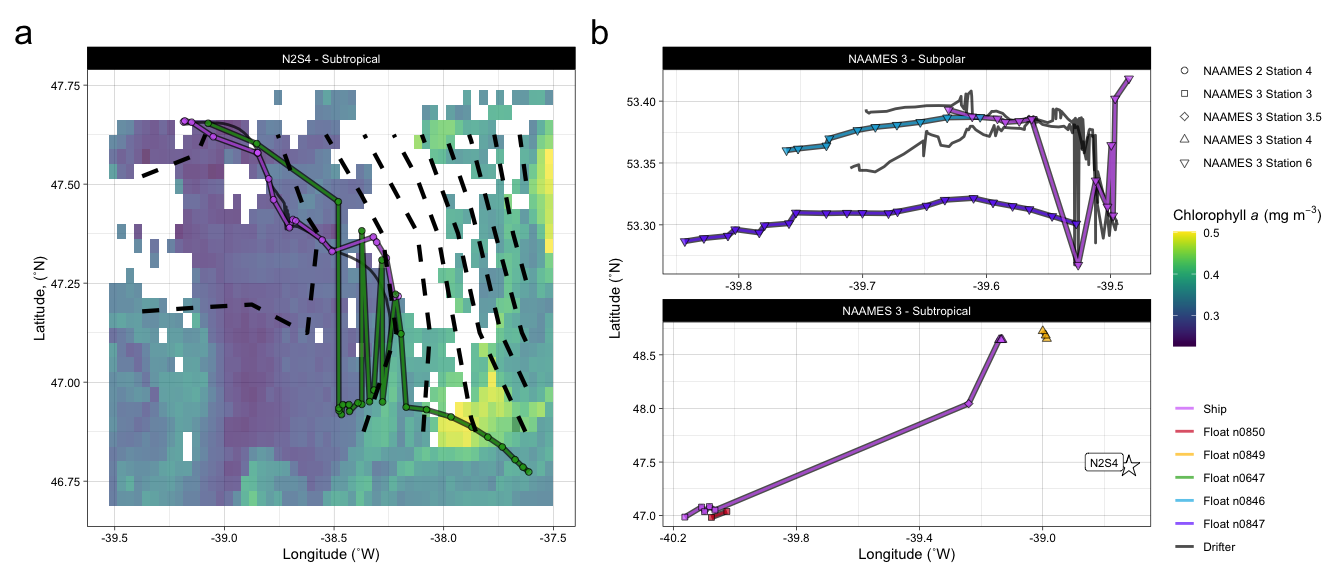 a
N2S4 - Subtropical
47.75
47.50
47.25
47.00
46.75
Latitude, (˚N)
-39.5
-39.0
-38.5
-38.0
-37.5
Longitude (˚W)
b
NAAMES 3 - Subpolar
53.40
53.35
53.30
-39.8
-39.7
-39.6
-39.5
Latitude (˚N)
NAAMES 3 - Subtropical
48.5
48.0
47.5
47.0
N2S4
-40.2
-39.8
-39.4
-39.0
Longitude (˚W)
NAAMES 2 Station 4
NAAMES 3 Station 3
NAAMES 3 Station 3.5
NAAMES 3 Station 4
NAAMES 3 Station 6
Chlorophyll a (mg m⁻³)
0.5
0.4
0.3
Ship
Float n0850
Float n0849
Float n0647
Float n0846
Float n0847
Drifter